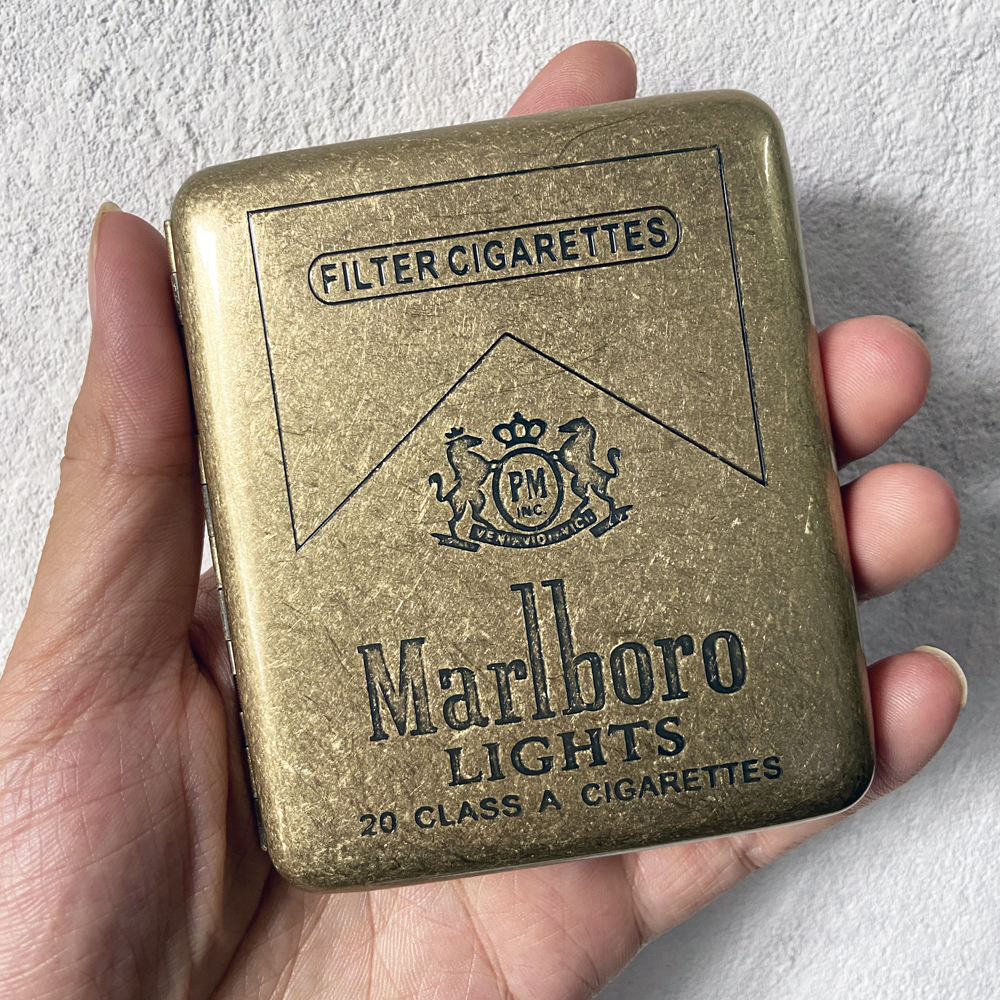 FILTER CIGARETTES
PM
INC.
VENI·VIDI·VICI
Marlboro
LIGHTS
20 CLASS A CIGARETTES